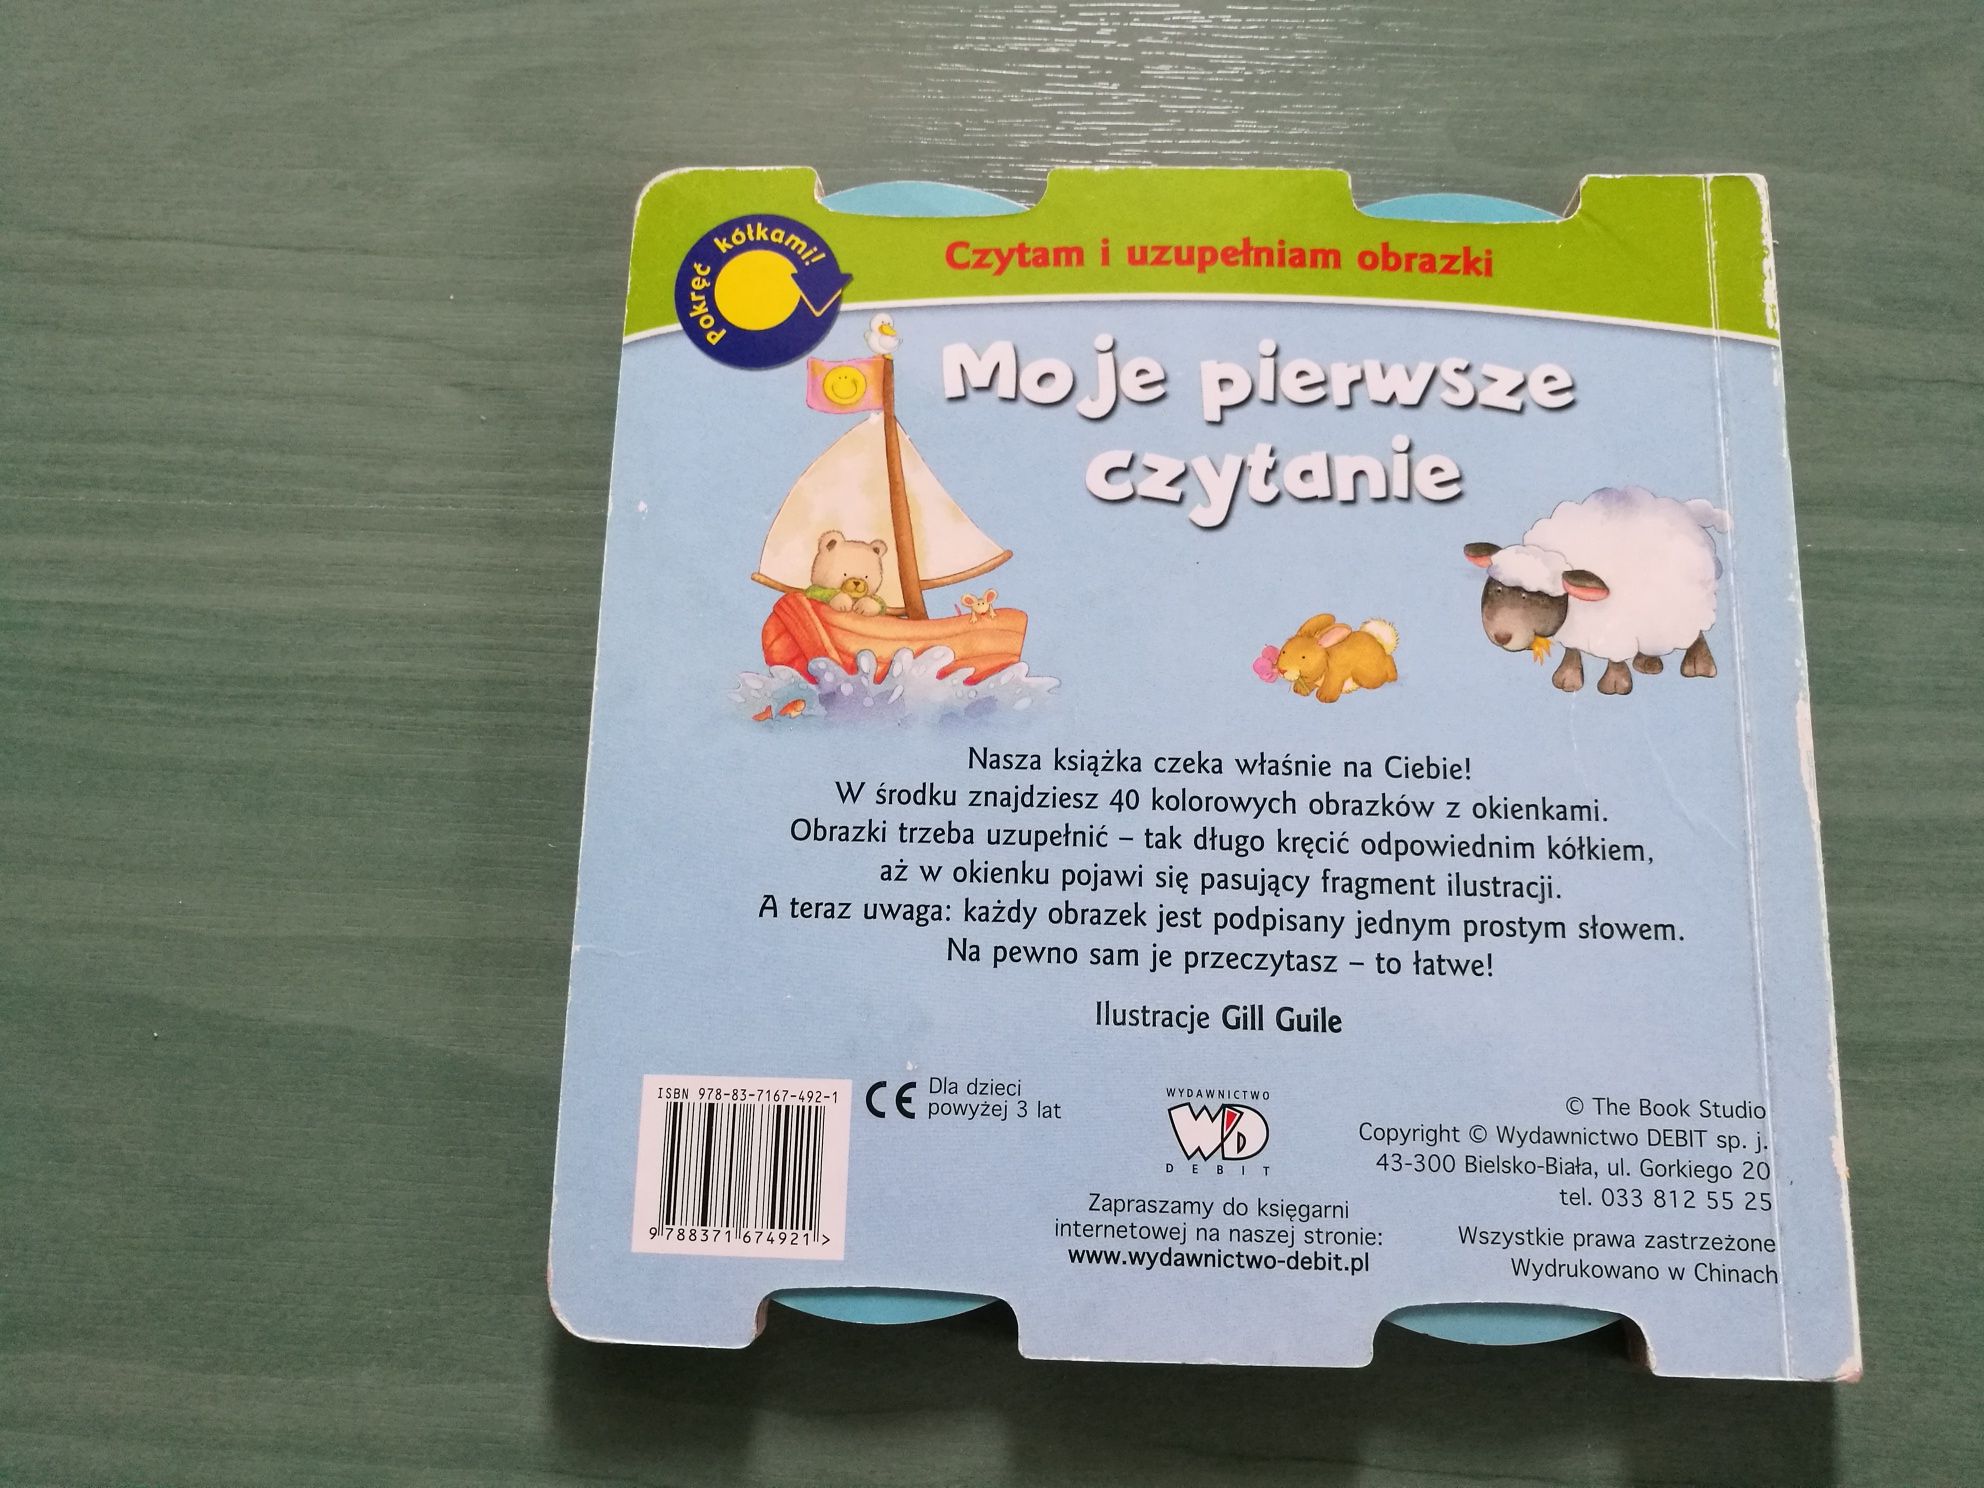 Pokręć kółkami!
Czytam i uzupełniam obrazki
Moje pierwsze
czytanie
Nasza książka czeka właśnie na Ciebie!
W środku znajdziesz 40 kolorowych obrazków z okienkami.
Obrazki trzeba uzupełnić – tak długo kręcić odpowiednim kółkiem,
aż w okienku pojawi się pasujący fragment ilustracji.
A teraz uwaga: każdy obrazek jest podpisany jednym prostym słowem.
Na pewno sam je przeczytasz – to łatwe!
Ilustracje Gill Guile
ISBN 978-83-7167-492-1
9 788371 674921 >
CE Dla dzieci
powyżej 3 lat
WYDAWNICTWO
WD
DEBIT
Zapraszamy do księgarni
internetowej na naszej stronie:
www.wydawnictwo-debit.pl
© The Book Studio
Copyright © Wydawnictwo DEBIT sp. j.
43-300 Bielsko-Biała, ul. Gorkiego 20
tel. 033 812 55 25
Wszystkie prawa zastrzeżone
Wydrukowano w Chinach